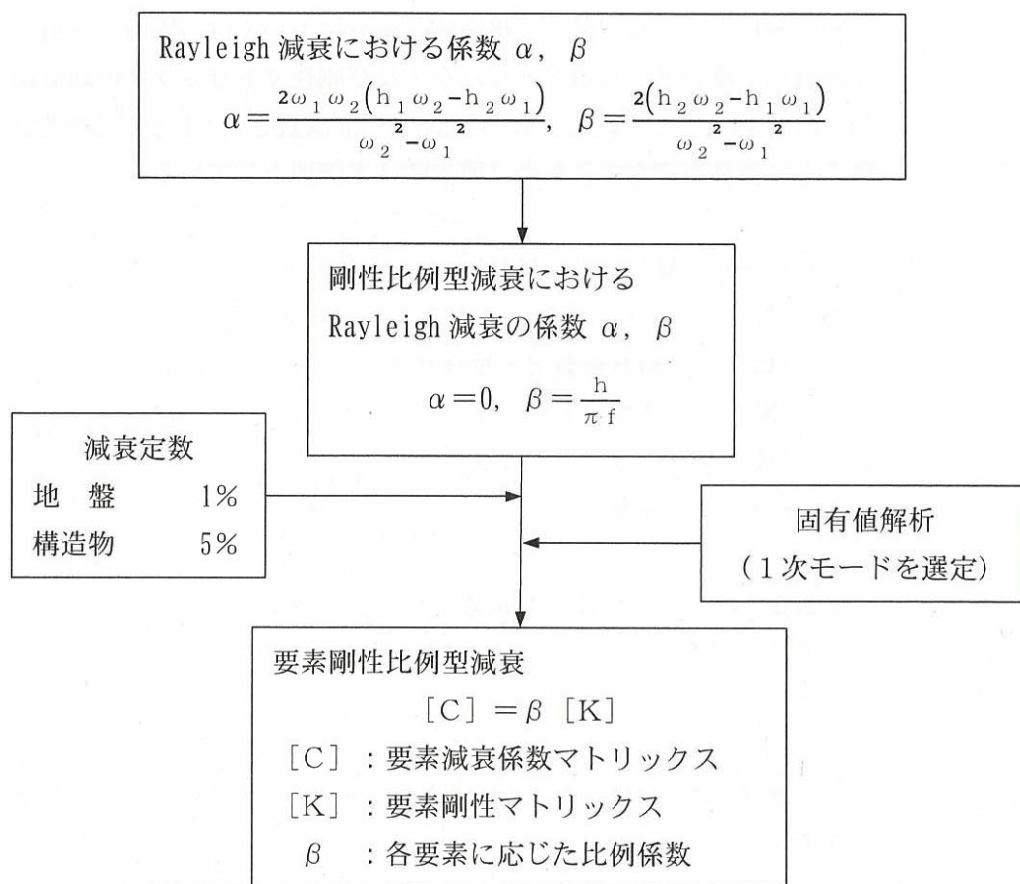 Rayleigh 減衰における係数 α, β
α=2ω₁ω₂(h₁ω₂-h₂ω₁)/ω₂²-ω₁², β=2(h₂ω₂-h₁ω₁)/ω₂²-ω₁²
剛性比例型減衰における
Rayleigh 減衰の係数 α, β
α=0, β=h/π f
減衰定数
地 盤 1%
構造物 5%
固有値解析
(1次モードを選定)
要素剛性比例型減衰
[C]=β [K]
[C] :要素減衰係数マトリックス
[K] :要素剛性マトリックス
β :各要素に応じた比例係数